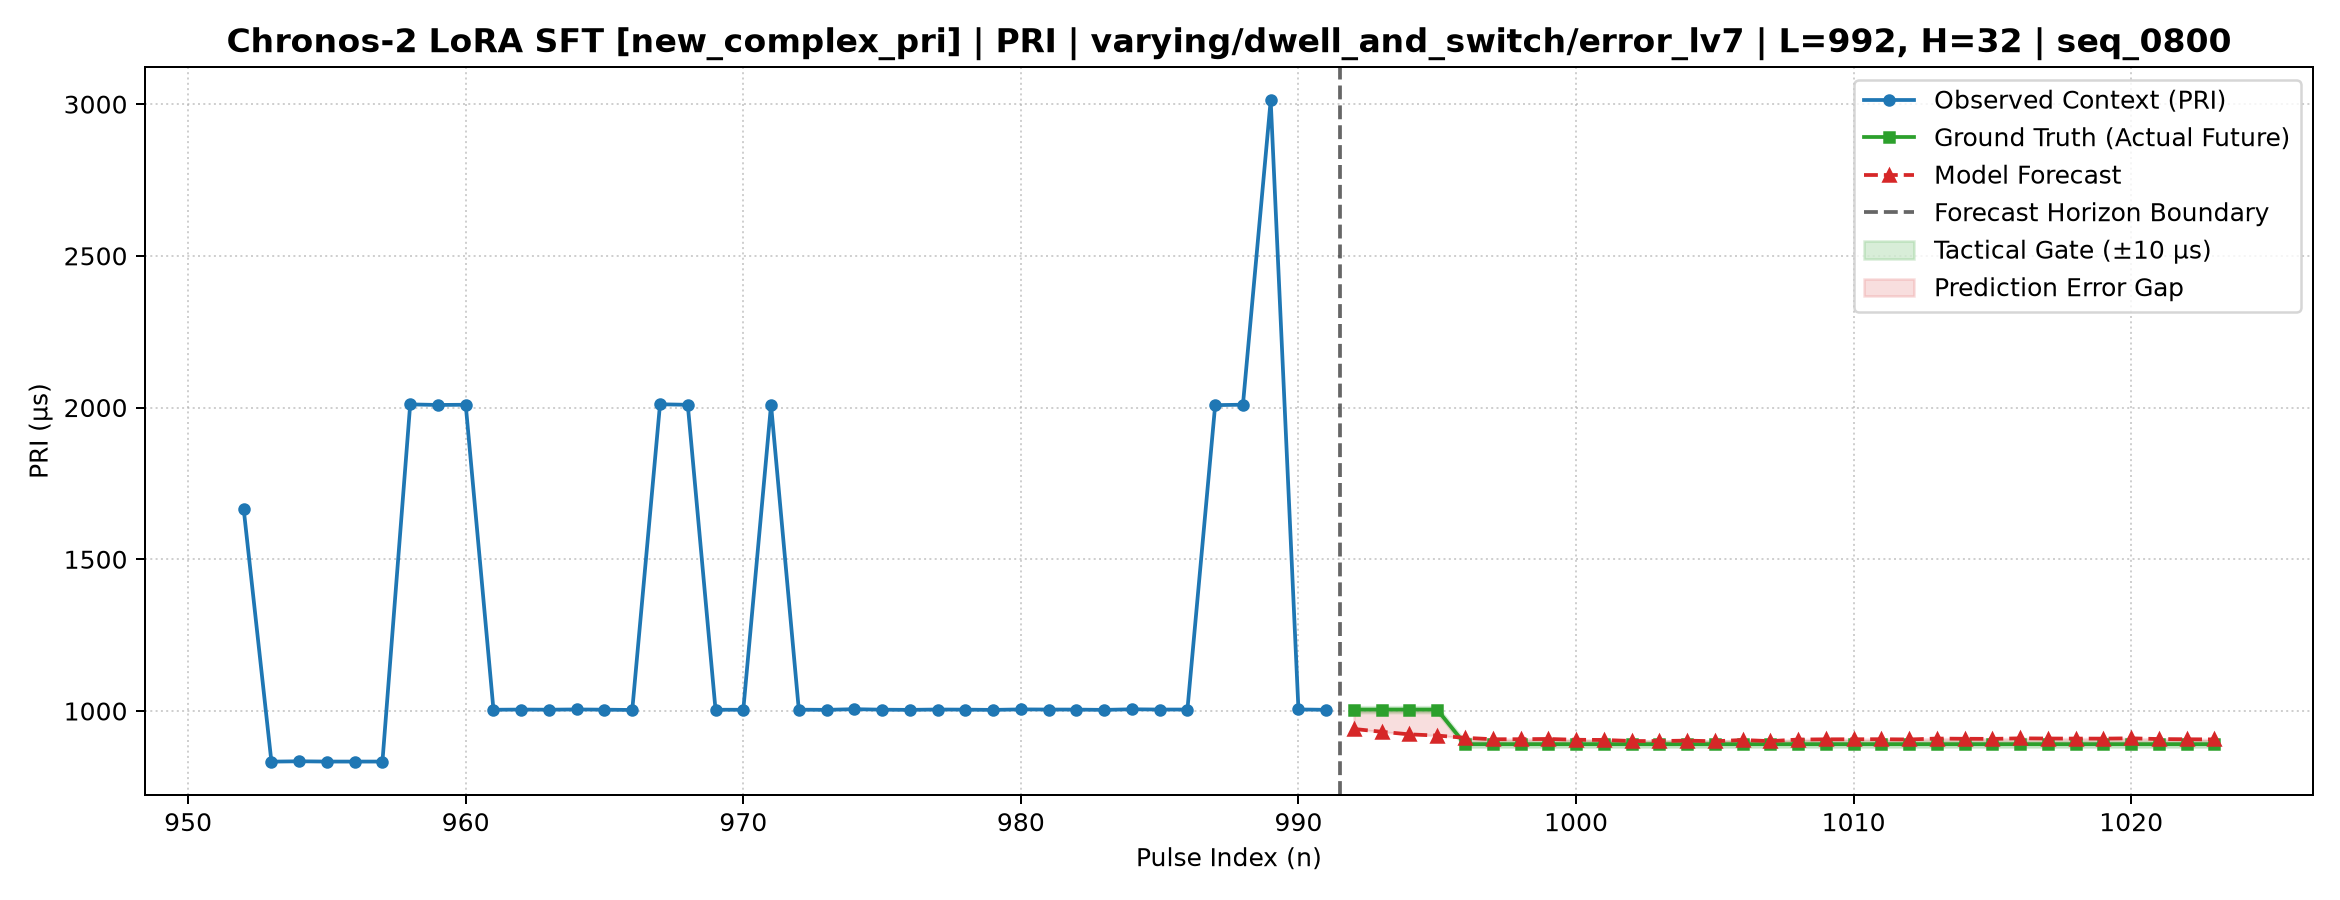 Chronos-2 LoRA SFT [new_complex_pri] | PRI | varying/dwell_and_switch/error_lv7 | L=992, H=32 | seq_0800
Observed Context (PRI)
Ground Truth (Actual Future)
Model Forecast
Forecast Horizon Boundary
Tactical Gate (±10 µs)
Prediction Error Gap
PRI (µs)
3000
2500
2000
1500
1000
950 960 970 980 990 1000 1010 1020
Pulse Index (n)